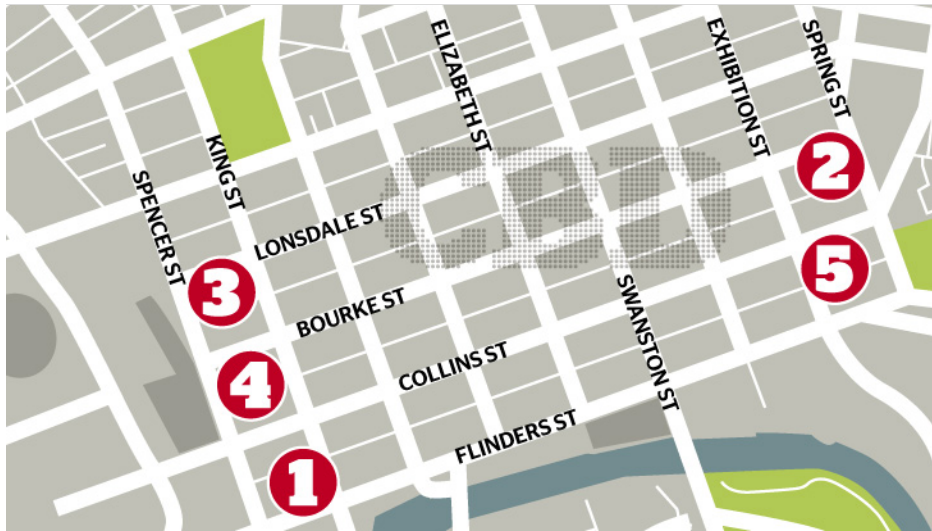 ELIZABETH ST
EXHIBITION ST
SPRING ST
KING ST
SPENCER ST
CBD
2
LONSDALE ST
3
5
BOURKE ST
SWANSTON ST
COLLINS ST
4
FLINDERS ST
1